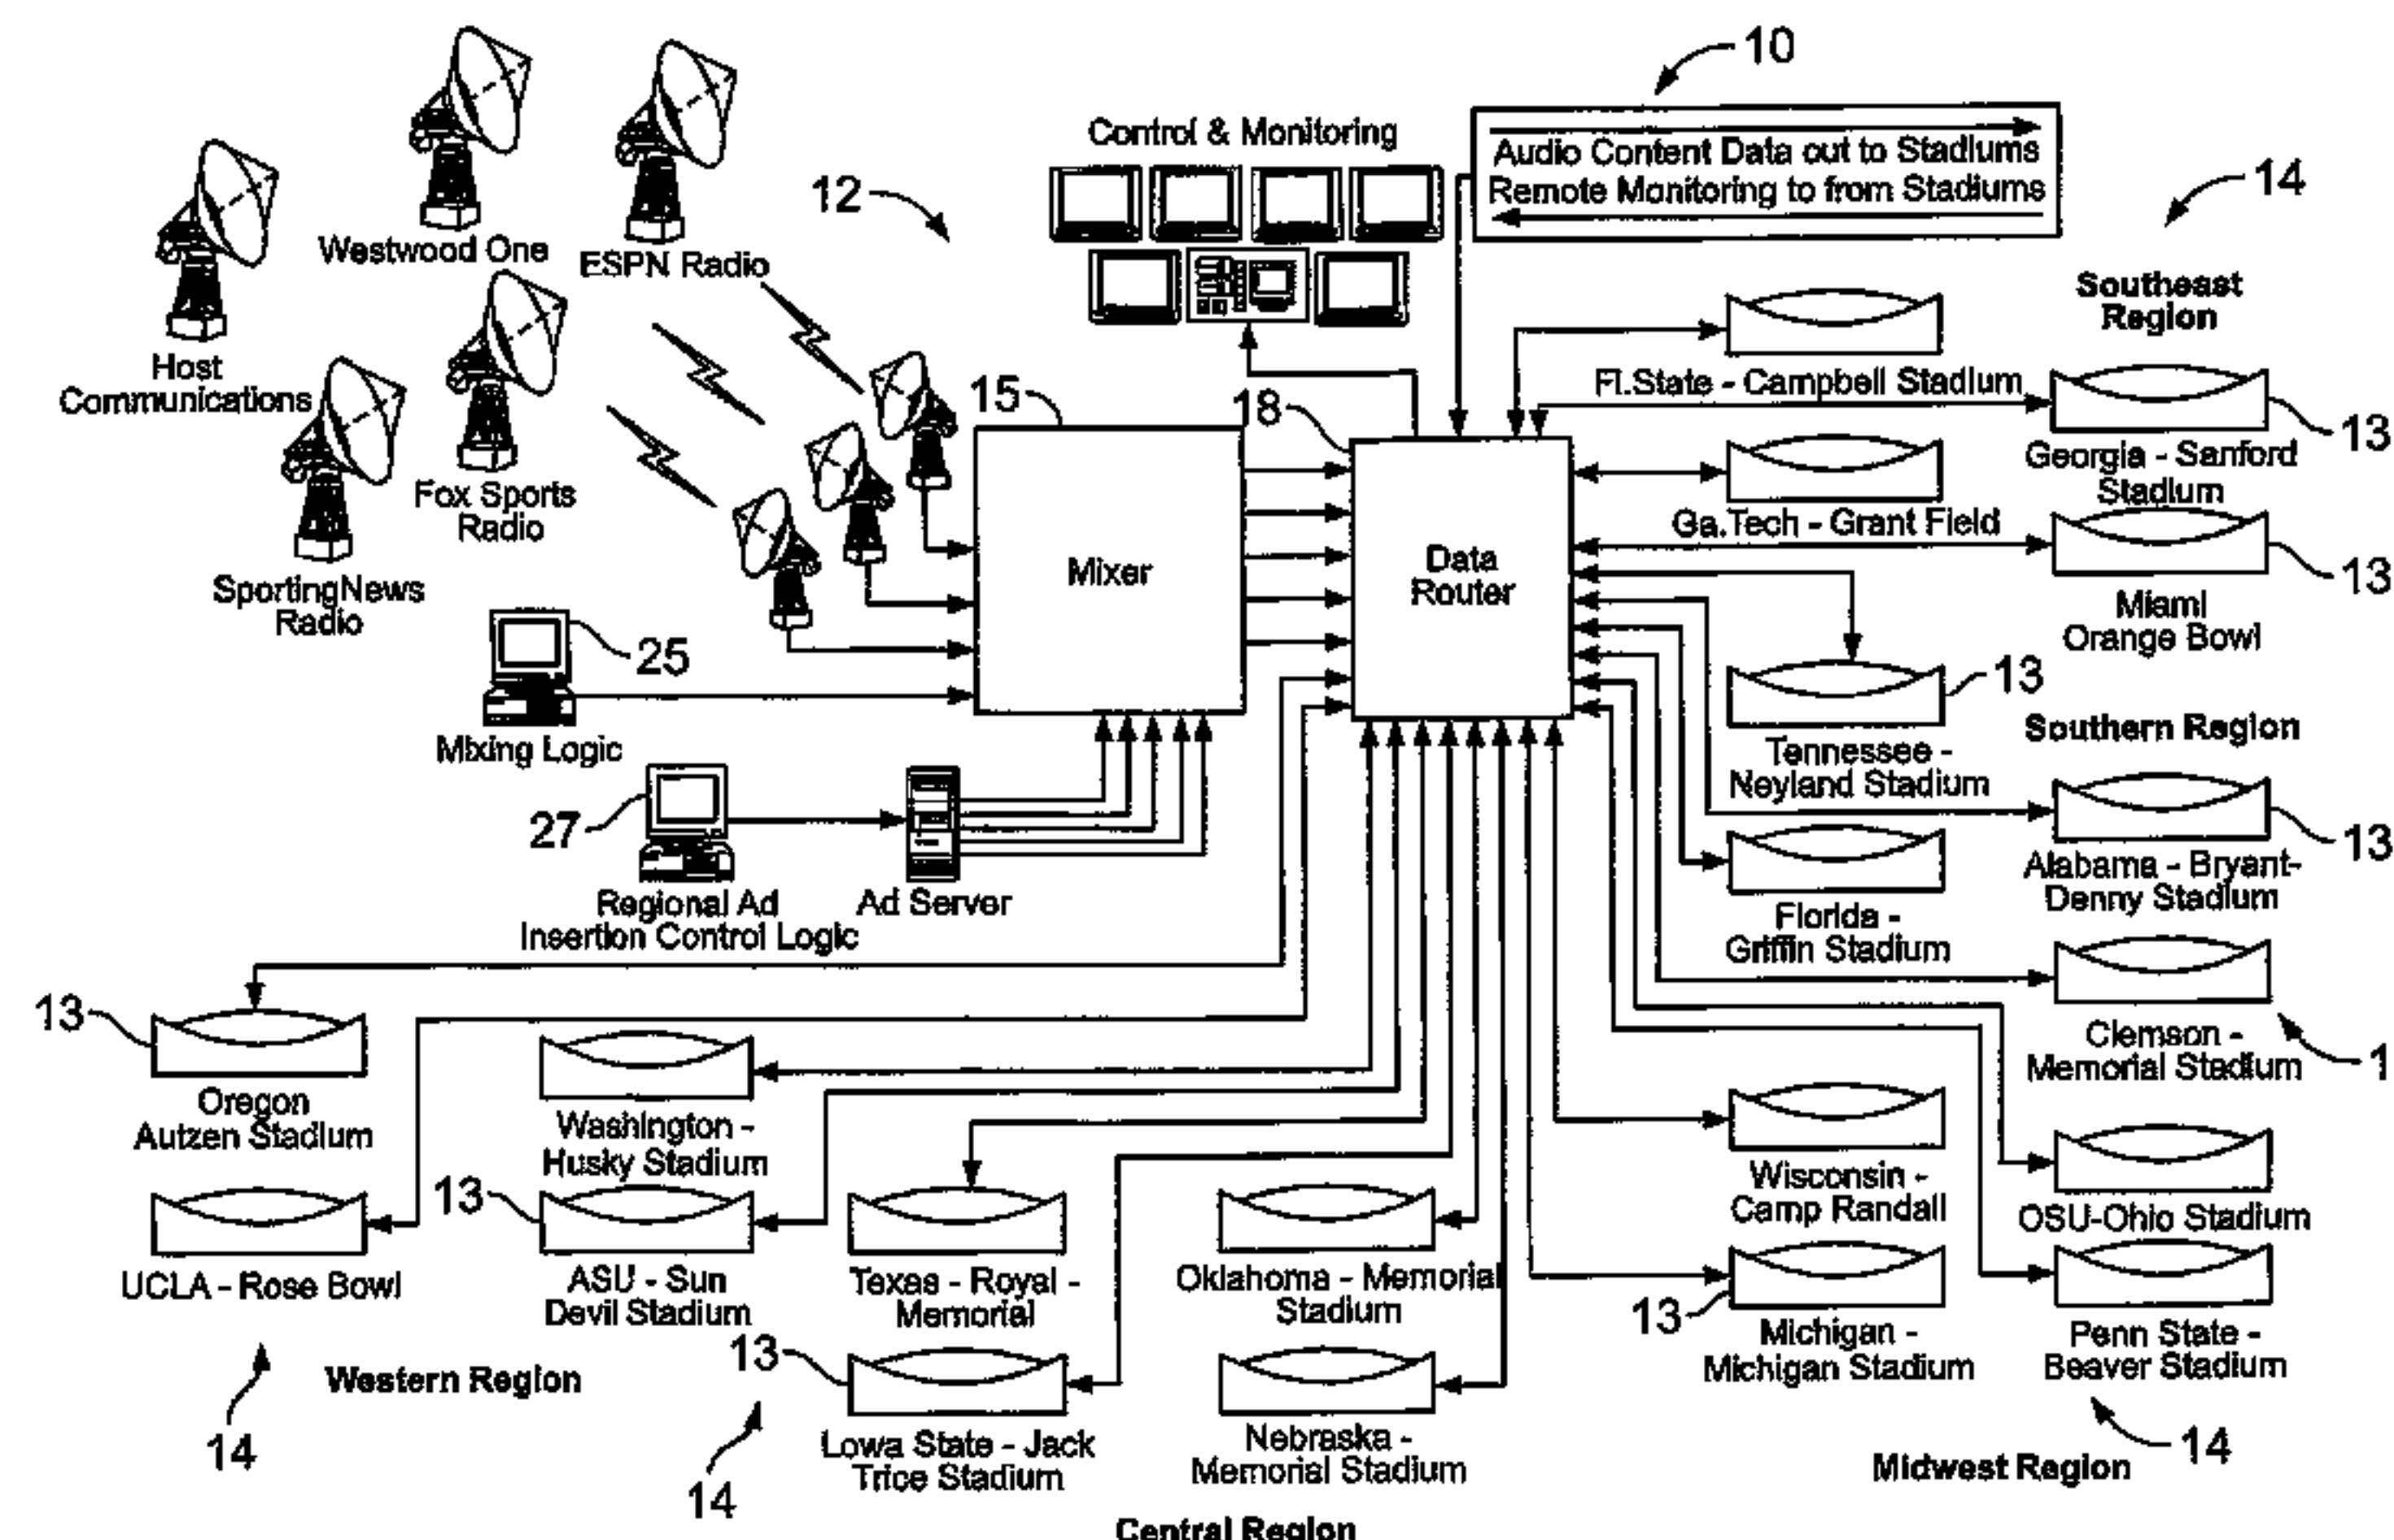 10
Control & Monitoring
Audio Content Data out to Stadiums
Remote Monitoring to from Stadiums
12
14
Westwood One
ESPN Radio
Southeast
Region
Host
Communications
15
18
Fl.State - Campbell Stadium
13
Georgia - Sanford
Stadium
Fox Sports
Radio
Ga.Tech - Grant Field
Mixer
Data
Router
13
Miami
Orange Bowl
SportingNews
Radio
25
13
Mixing Logic
Tennessee -
Neyland Stadium
Southern Region
27
13
Alabama - Bryant-
Denny Stadium
Regional Ad
Insertion Control Logic
Ad Server
Florida -
Griffin Stadium
13
Clemson -
Memorial Stadium
1
Oregon
Autzen Stadium
Washington -
Husky Stadium
Wisconsin -
Camp Randall
13
OSU-Ohio Stadium
UCLA - Rose Bowl
ASU - Sun
Devil Stadium
Texas - Royal -
Memorial
Oklahoma - Memorial
Stadium
13
Michigan -
Michigan Stadium
Penn State -
Beaver Stadium
13
Western Region
14
Lowa State - Jack
Trice Stadium
Nebraska -
Memorial Stadium
14
14
Midwest Region
Central Region